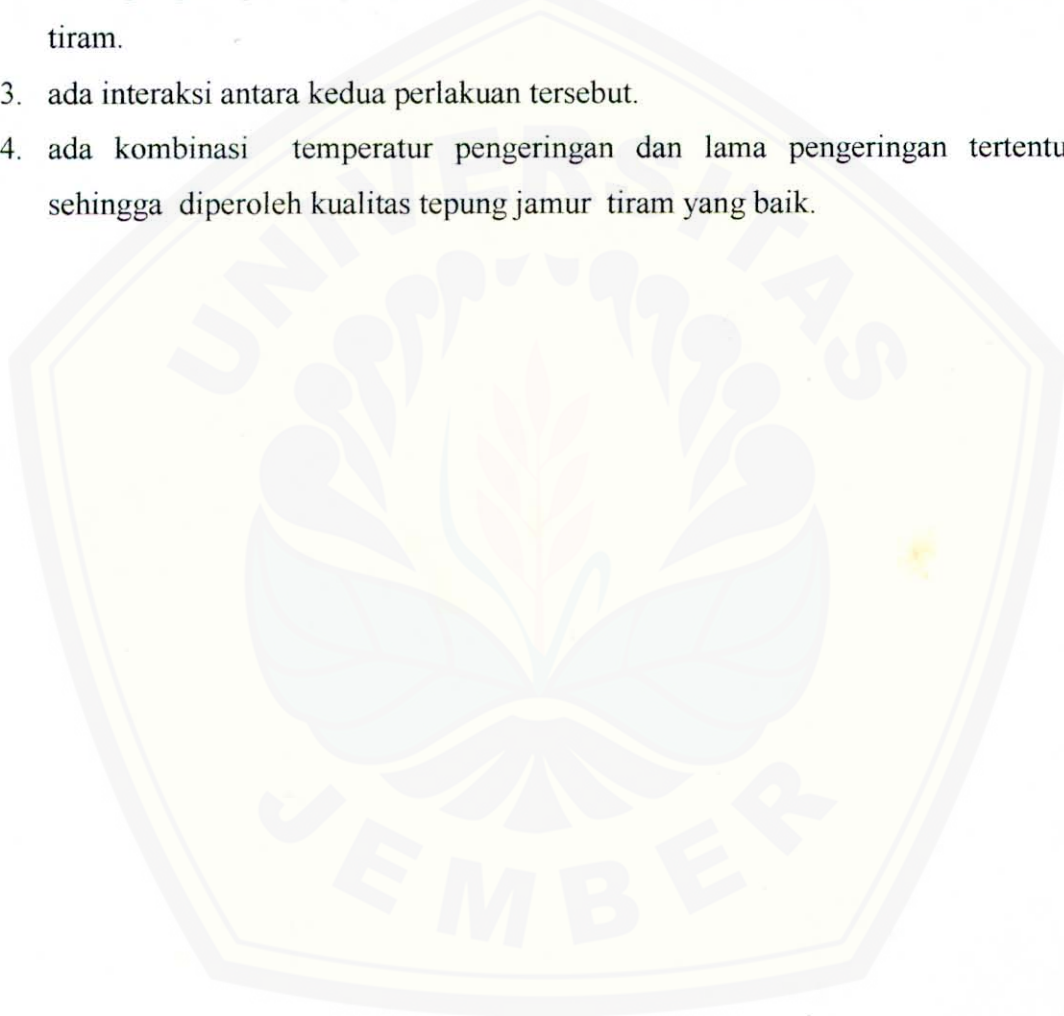 tiram.
3. ada interaksi antara kedua perlakuan tersebut.
4. ada kombinasi temperatur pengeringan dan lama pengeringan tertentu
sehingga diperoleh kualitas tepung jamur tiram yang baik.
UNIVERSITAS
JEMBER